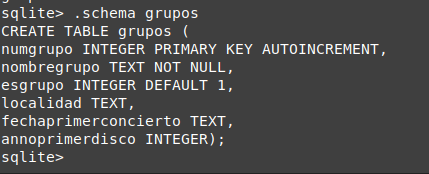 sqlite> .schema grupos
CREATE TABLE grupos (
numgrupo INTEGER PRIMARY KEY AUTOINCREMENT,
nombregrupo TEXT NOT NULL,
esgrupo INTEGER DEFAULT 1,
localidad TEXT,
fechaprimerconcierto TEXT,
annoprimerdisco INTEGER);
sqlite>